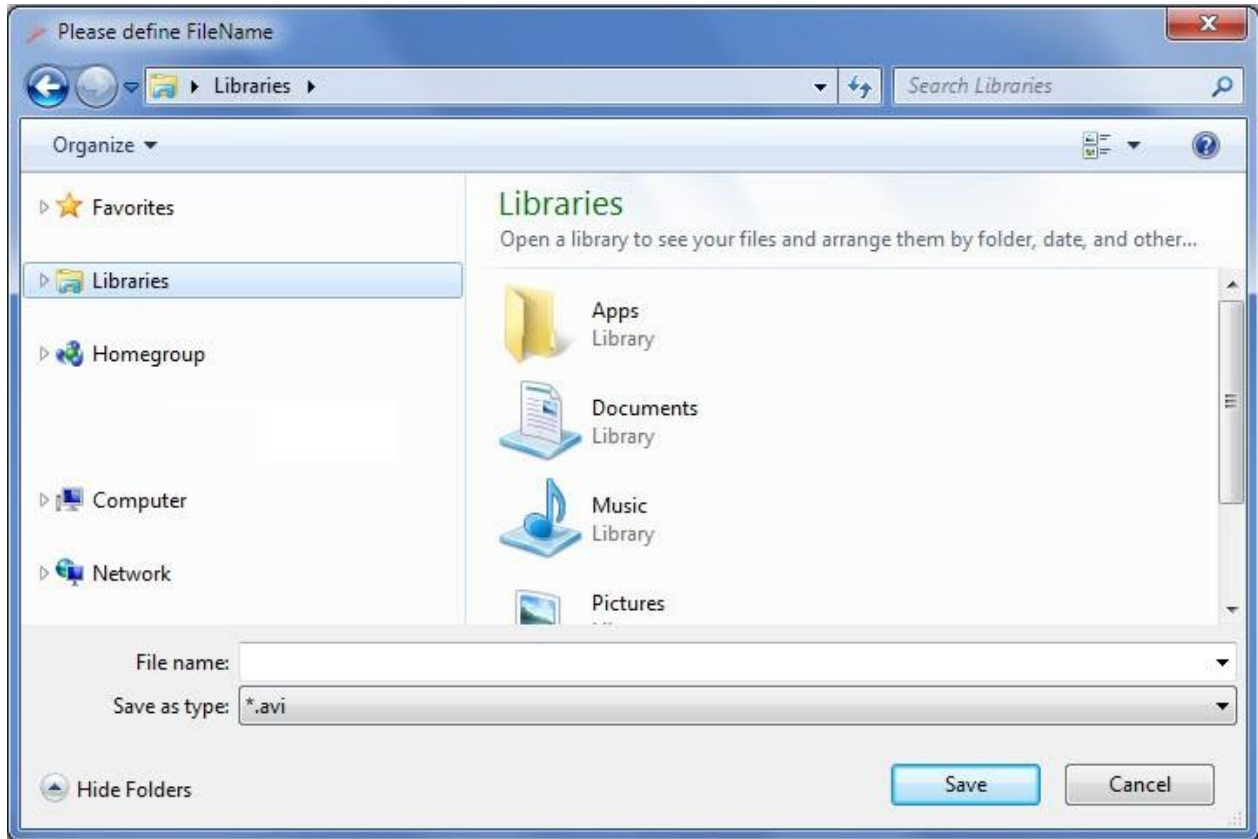 Please define FileName
Libraries
Search Libraries
Organize
Favorites
Libraries
Homegroup
Computer
Network
Libraries
Open a library to see your files and arrange them by folder, date, and other...
Apps
Library
Documents
Library
Music
Library
Pictures
File name:
Save as type: *.avi
Hide Folders
Save
Cancel